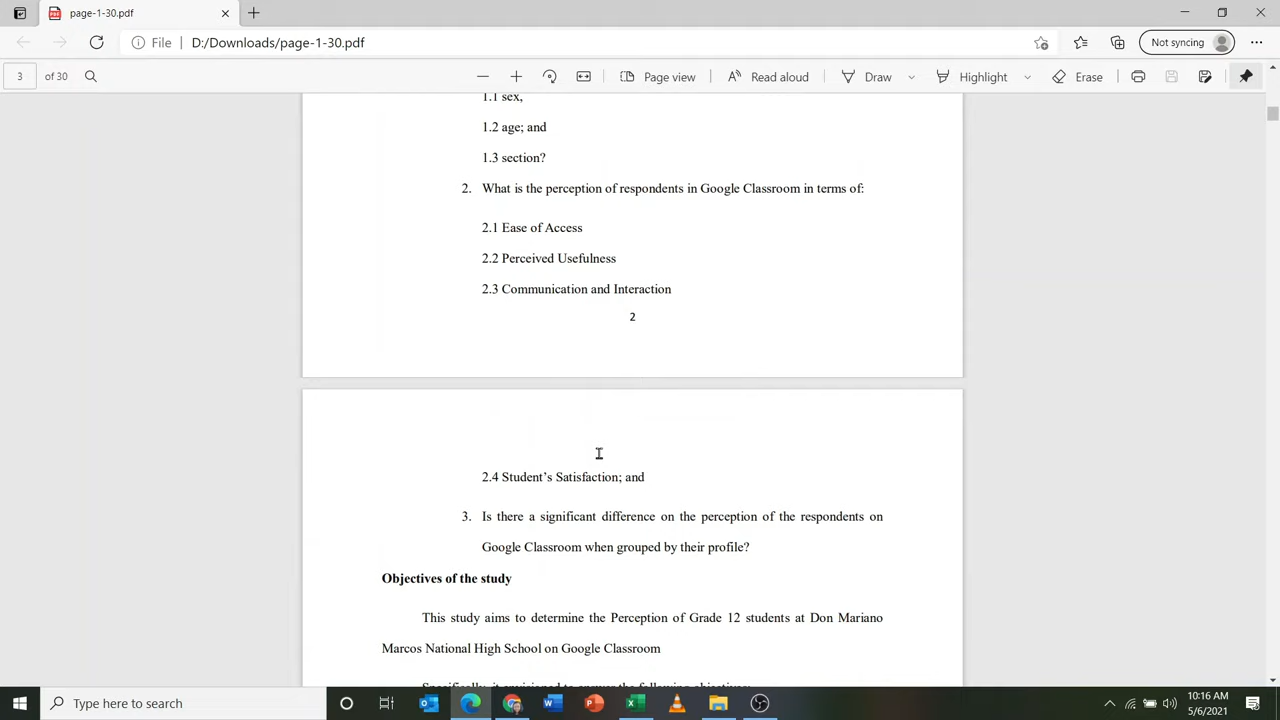 page-1-30.pdf
File
D:/Downloads/page-1-30.pdf
Not syncing
3
of 30
Page view
Read aloud
Draw
Highlight
Erase
1.1 sex,
1.2 age; and
1.3 section?
2. What is the perception of respondents in Google Classroom in terms of:
2.1 Ease of Access
2.2 Perceived Usefulness
2.3 Communication and Interaction
2
2.4 Student’s Satisfaction; and
3. Is there a significant difference on the perception of the respondents on
Google Classroom when grouped by their profile?
Objectives of the study
This study aims to determine the Perception of Grade 12 students at Don Mariano
Marcos National High School on Google Classroom
Type here to search
10:16 AM
5/6/2021